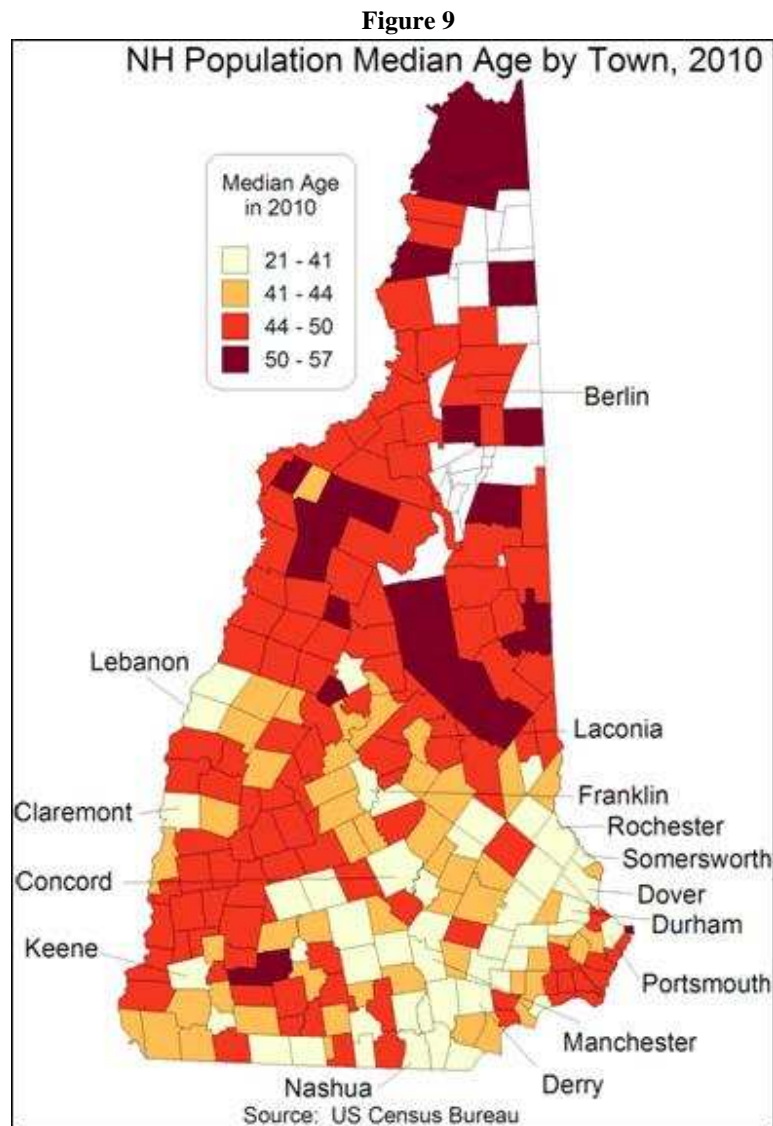 Figure 9
NH Population Median Age by Town, 2010
Median Age
in 2010
21 - 41
41 - 44
44 - 50
50 - 57
Berlin
Lebanon
Laconia
Claremont
Franklin
Rochester
Somersworth
Concord
Dover
Durham
Keene
Portsmouth
Manchester
Derry
Nashua
Source: US Census Bureau